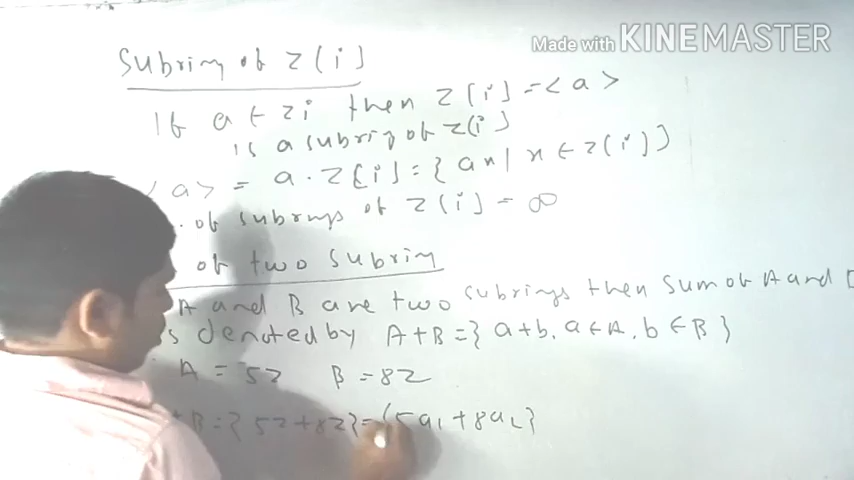 Made with KINEMASTER
Subring of Z(i)
If a ∈ Zi then Z[i] = <a>
is a subring of Z(i)
a> = a . Z[i] = { an | n ∈ Z(i) }
. of subrings of Z(i) = ∞
of two subring
A and B are two subrings then sum of A and
s denoted by A+B = { a+b, a ∈ A, b ∈ B }
A = 5Z B = 8Z
B = { 5Z + 8Z } = { 5a1 + 8a2 }